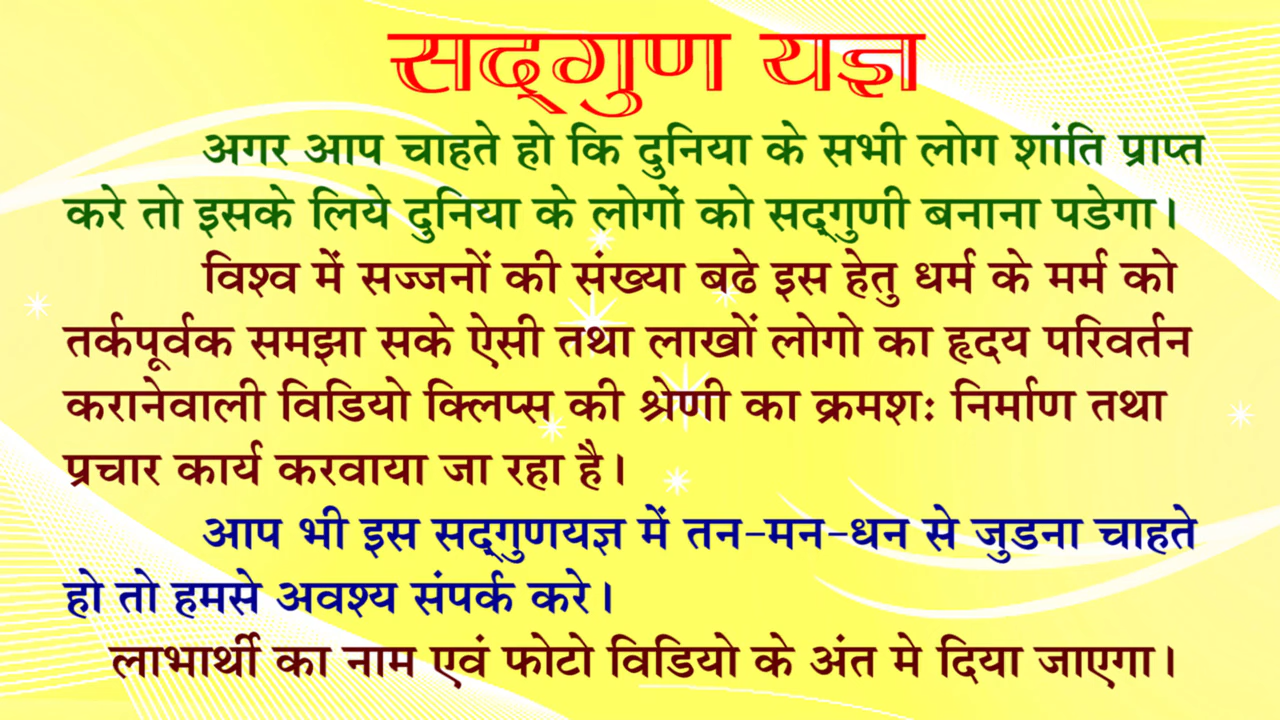 सद्‌गुण यज्ञ
अगर आप चाहते हो कि दुनिया के सभी लोग शांति प्राप्त
करे तो इसके लिये दुनिया के लोगों को सद्‌गुणी बनाना पडेगा।
विश्व में सज्जनों की संख्या बढे इस हेतु धर्म के मर्म को
तर्कपूर्वक समझा सके ऐसी तथा लाखों लोगो का हृदय परिवर्तन
करानेवाली विडियो क्लिप्स की श्रेणी का क्रमशः निर्माण तथा
प्रचार कार्य करवाया जा रहा है।
आप भी इस सद्‌गुणयज्ञ में तन-मन-धन से जुडना चाहते
हो तो हमसे अवश्य संपर्क करे।
लाभार्थी का नाम एवं फोटो विडियो के अंत मे दिया जाएगा।